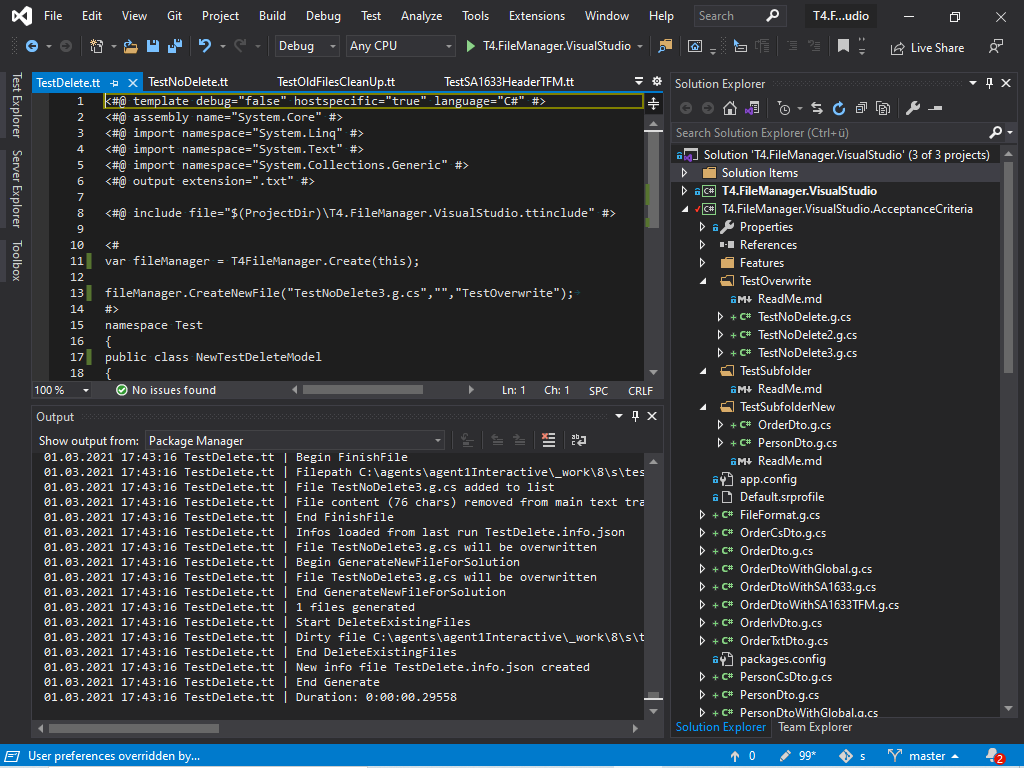 File Edit View Git Project Build Debug Test Analyze Tools Extensions Window Help Search T4.F...udio
Debug Any CPU T4.FileManager.VisualStudio Live Share
Test Explorer
Server Explorer
Toolbox
TestDelete.tt TestNoDelete.tt TestOldFilesCleanUp.tt TestSA1633HeaderTFM.tt
1 <#@ template debug="false" hostspecific="true" language="C#" #>
2 <#@ assembly name="System.Core" #>
3 <#@ import namespace="System.Linq" #>
4 <#@ import namespace="System.Text" #>
5 <#@ import namespace="System.Collections.Generic" #>
6 <#@ output extension=".txt" #>
7
8 <#@ include file="$(ProjectDir)\T4.FileManager.VisualStudio.ttinclude" #>
9
10 <#
11 var fileManager = T4FileManager.Create(this);
12
13 fileManager.CreateNewFile("TestNoDelete3.g.cs","","TestOverwrite");
14 #>
15 namespace Test
16 {
17 public class NewTestDeleteModel
18 {
100 % No issues found Ln: 1 Ch: 1 SPC CRLF
Output
Show output from: Package Manager
01.03.2021 17:43:16 TestDelete.tt | Begin FinishFile
01.03.2021 17:43:16 TestDelete.tt | Filepath C:\agents\agent1Interactive\_work\8\s\tes
01.03.2021 17:43:16 TestDelete.tt | File TestNoDelete3.g.cs added to list
01.03.2021 17:43:16 TestDelete.tt | File content (76 chars) removed from main text tra
01.03.2021 17:43:16 TestDelete.tt | End FinishFile
01.03.2021 17:43:16 TestDelete.tt | Infos loaded from last run TestDelete.info.json
01.03.2021 17:43:16 TestDelete.tt | File TestNoDelete3.g.cs will be overwritten
01.03.2021 17:43:16 TestDelete.tt | Begin GenerateNewFileForSolution
01.03.2021 17:43:16 TestDelete.tt | File TestNoDelete3.g.cs will be overwritten
01.03.2021 17:43:16 TestDelete.tt | End GenerateNewFileForSolution
01.03.2021 17:43:16 TestDelete.tt | 1 files generated
01.03.2021 17:43:16 TestDelete.tt | Start DeleteExistingFiles
01.03.2021 17:43:16 TestDelete.tt | Dirty file C:\agents\agent1Interactive\_work\8\s\t
01.03.2021 17:43:16 TestDelete.tt | End DeleteExistingFiles
01.03.2021 17:43:16 TestDelete.tt | New info file TestDelete.info.json created
01.03.2021 17:43:16 TestDelete.tt | End Generate
01.03.2021 17:43:16 TestDelete.tt | Duration: 0:00:00.29558
Solution Explorer
Search Solution Explorer (Ctrl+ü)
Solution 'T4.FileManager.VisualStudio' (3 of 3 projects)
Solution Items
C# T4.FileManager.VisualStudio
C# T4.FileManager.VisualStudio.AcceptanceCriteria
Properties
References
Features
TestOverwrite
M+ ReadMe.md
+ C# TestNoDelete.g.cs
+ C# TestNoDelete2.g.cs
+ C# TestNoDelete3.g.cs
TestSubfolder
M+ ReadMe.md
TestSubfolderNew
+ C# OrderDto.g.cs
+ C# PersonDto.g.cs
M+ ReadMe.md
app.config
Default.srprofile
+ C# FileFormat.g.cs
+ C# OrderCsDto.g.cs
+ C# OrderDto.g.cs
+ C# OrderDtoWithGlobal.g.cs
+ C# OrderDtoWithSA1633.g.cs
+ C# OrderDtoWithSA1633TFM.g.cs
+ C# OrderIvDto.g.cs
+ C# OrderTxtDto.g.cs
packages.config
+ C# PersonCsDto.g.cs
+ C# PersonDto.g.cs
+ C# PersonDtoWithGlobal.g.cs
Solution Explorer Team Explorer
User preferences overridden by... 0 99* s master 2